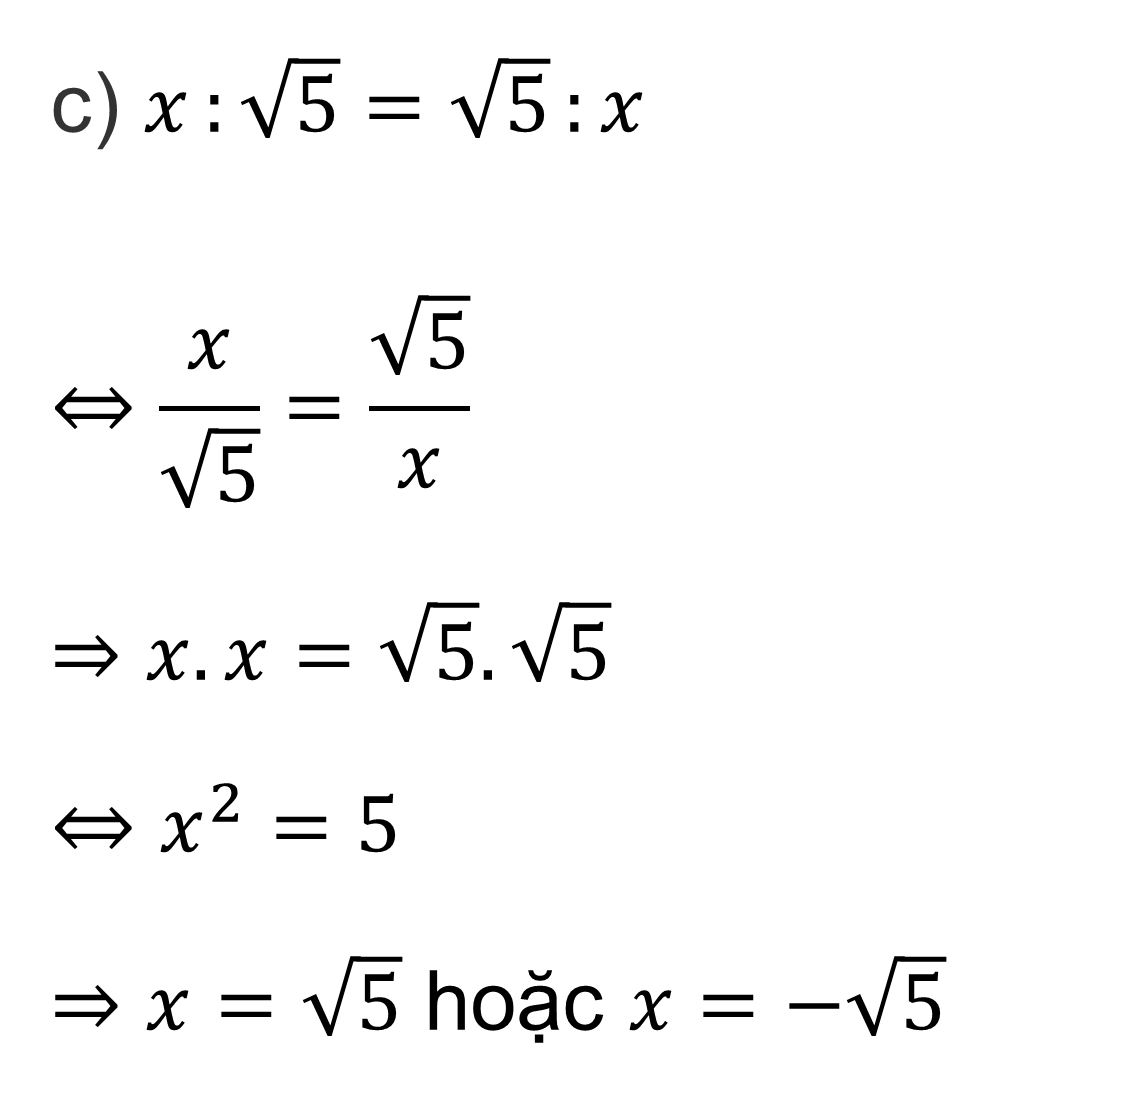 c) x : √5 = √5 : x
⇔ x/√5 = √5/x
⇒ x. x = √5. √5
⇔ x² = 5
⇒ x = √5 hoặc x = −√5